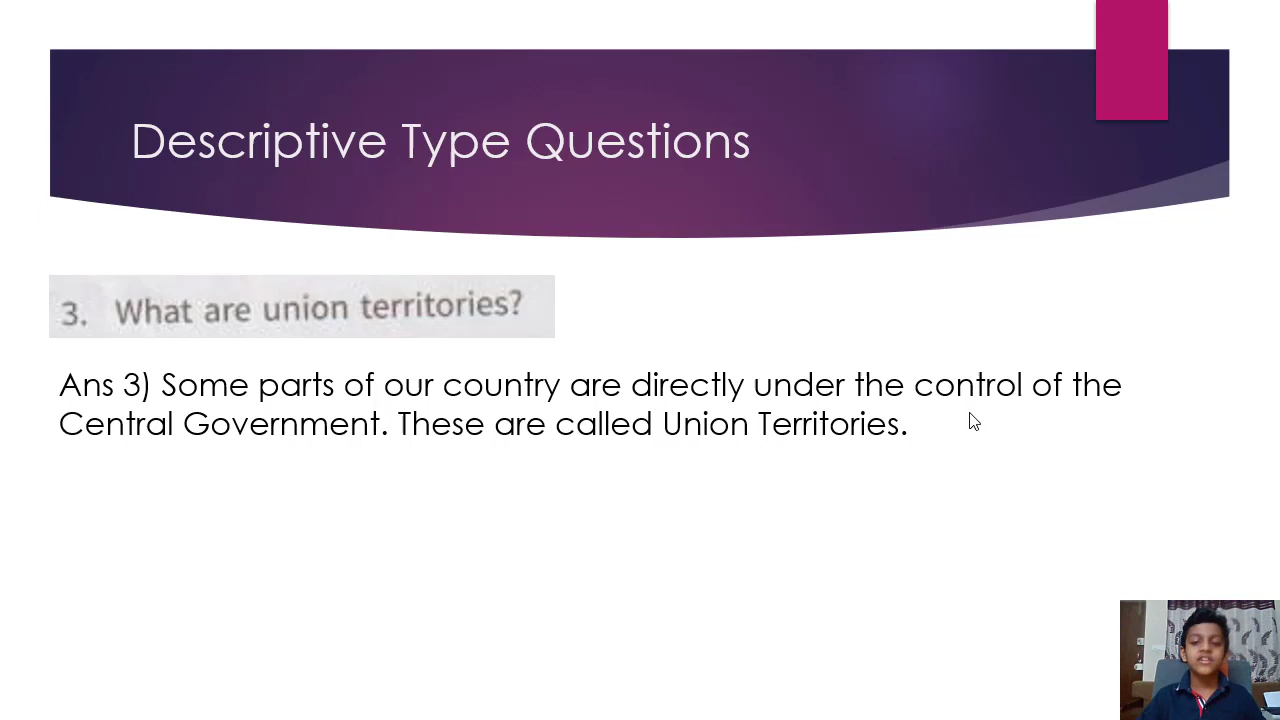 Descriptive Type Questions
3. What are union territories?
Ans 3) Some parts of our country are directly under the control of the
Central Government. These are called Union Territories.